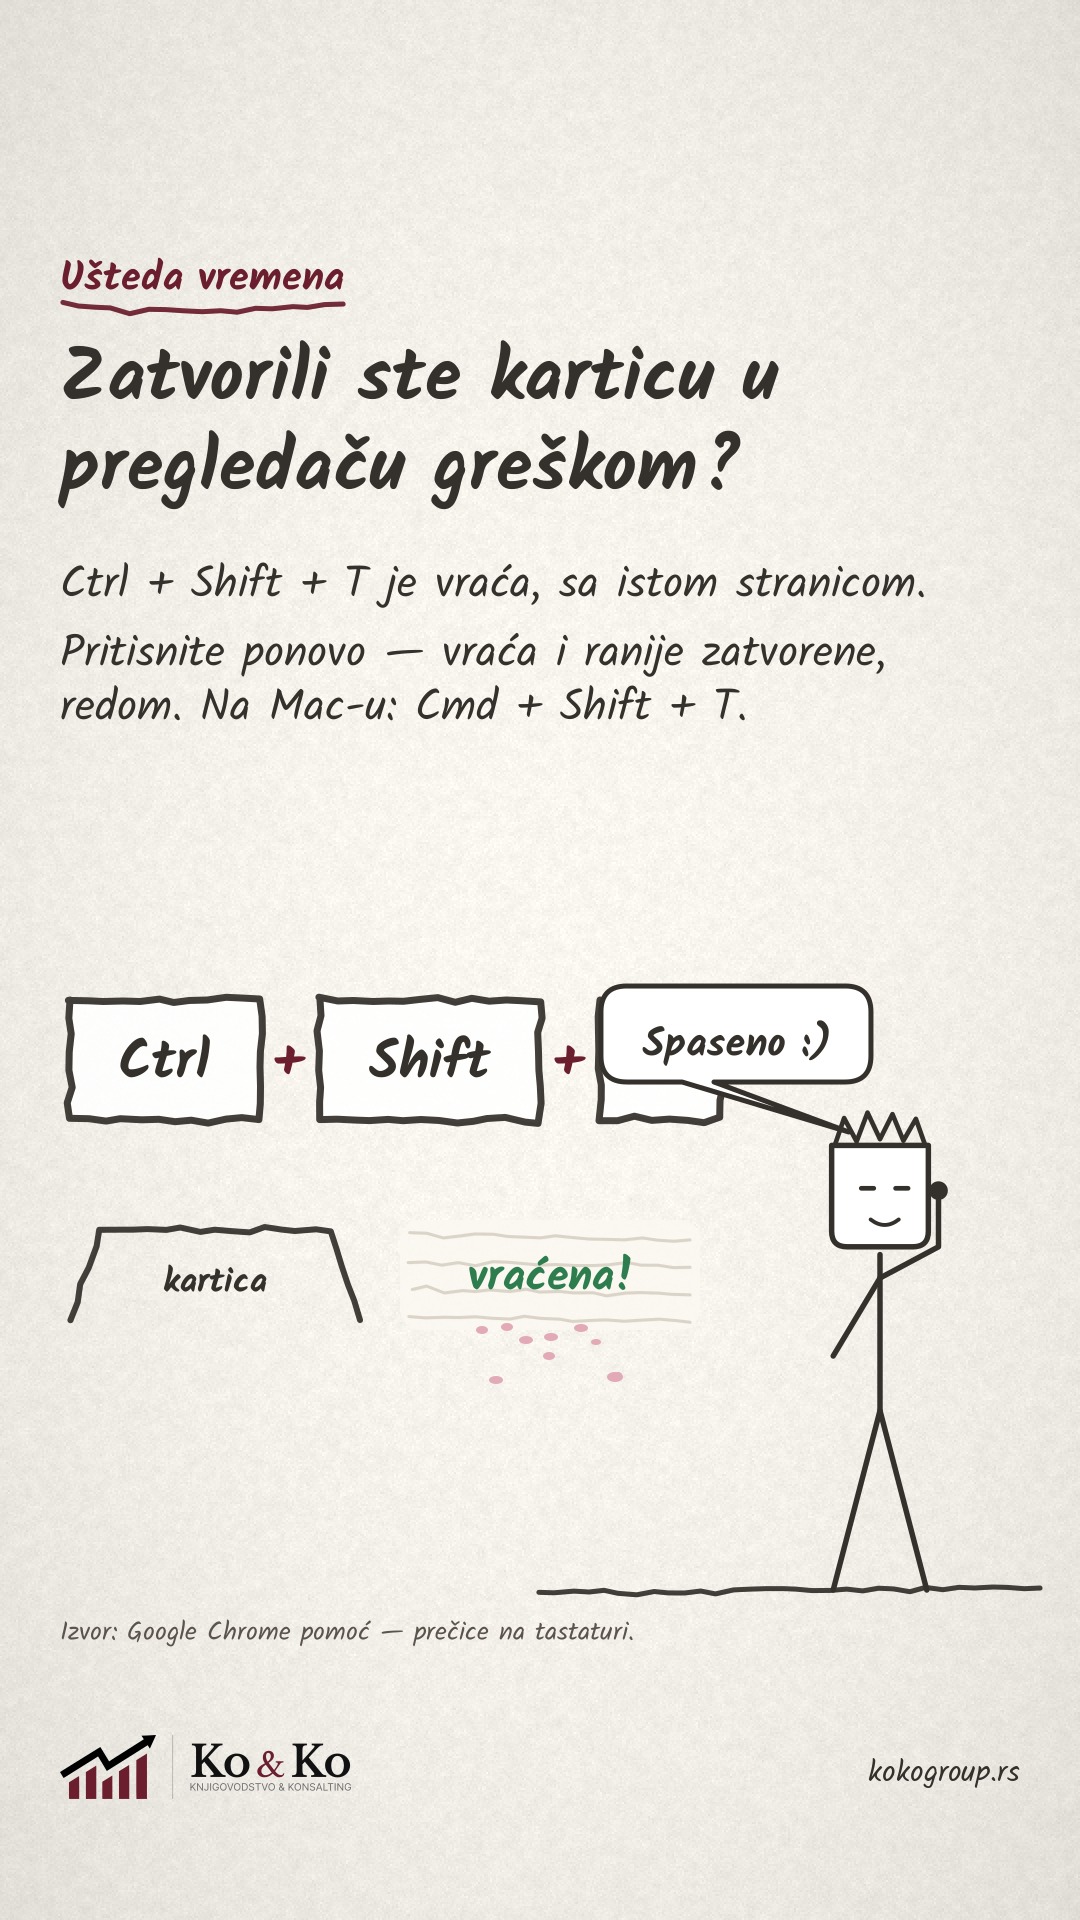 Ušteda vremena
Zatvorili ste karticu u
pregledaču greškom?
Ctrl + Shift + T je vraća, sa istom stranicom.
Pritisnite ponovo — vraća i ranije zatvorene,
redom. Na Mac-u: Cmd + Shift + T.
Ctrl + Shift +
Spaseno :)
kartica
vraćena!
Izvor: Google Chrome pomoć — prečice na tastaturi.
Ko & Ko
KNJIGOVODSTVO & KONSALTING
kokogroup.rs